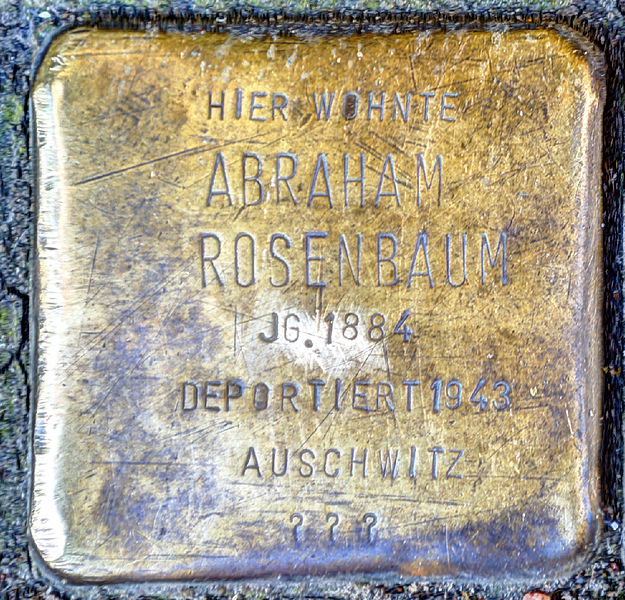 HIER WOHNTE
ABRAHAM
ROSENBAUM
JG. 1884
DEPORTIERT 1943
AUSCHWITZ
? ? ?